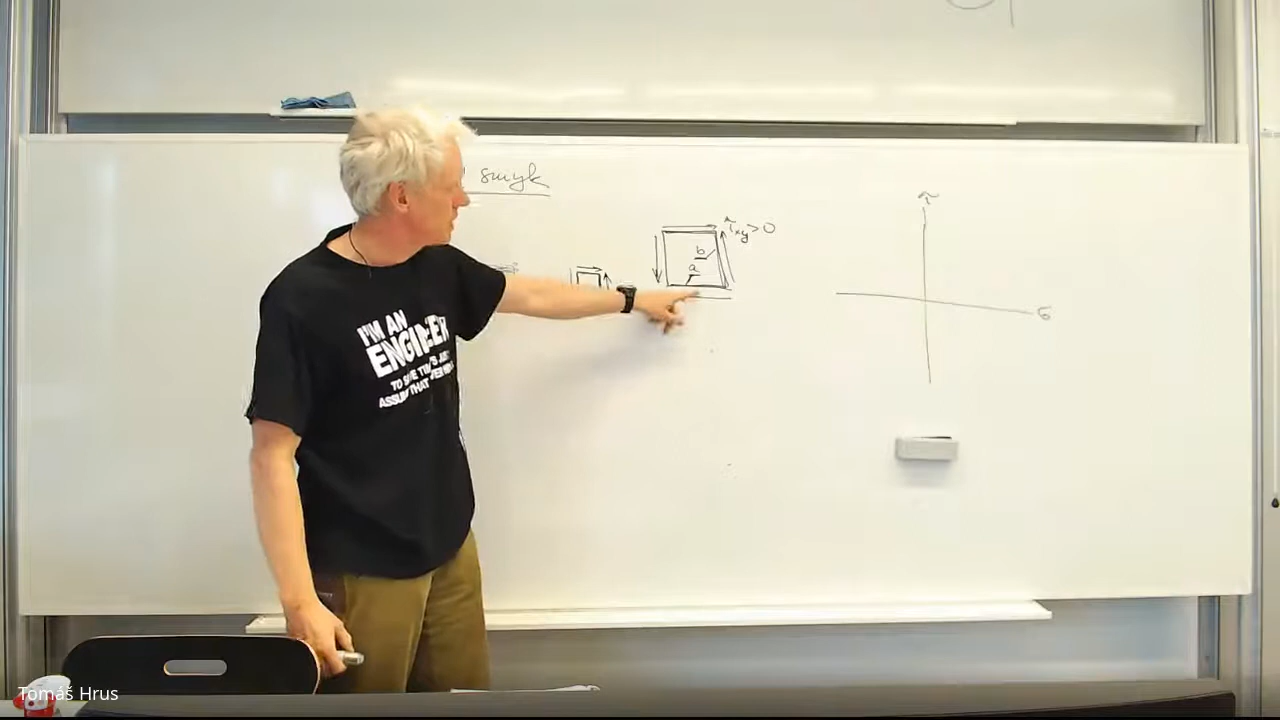 smyk
τxy > 0
b
a
τ
σ
I'M AN
ENGINEER
Tomáš Hrus